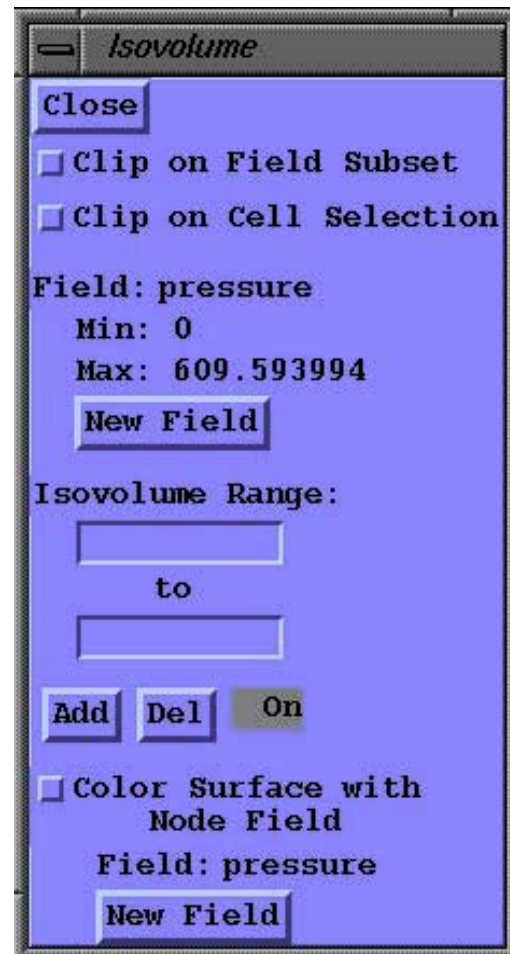 Isovolume
Close
Clip on Field Subset
Clip on Cell Selection
Field: pressure
Min: 0
Max: 609.593994
New Field
Isovolume Range:
to
Add Del On
Color Surface with
Node Field
Field: pressure
New Field